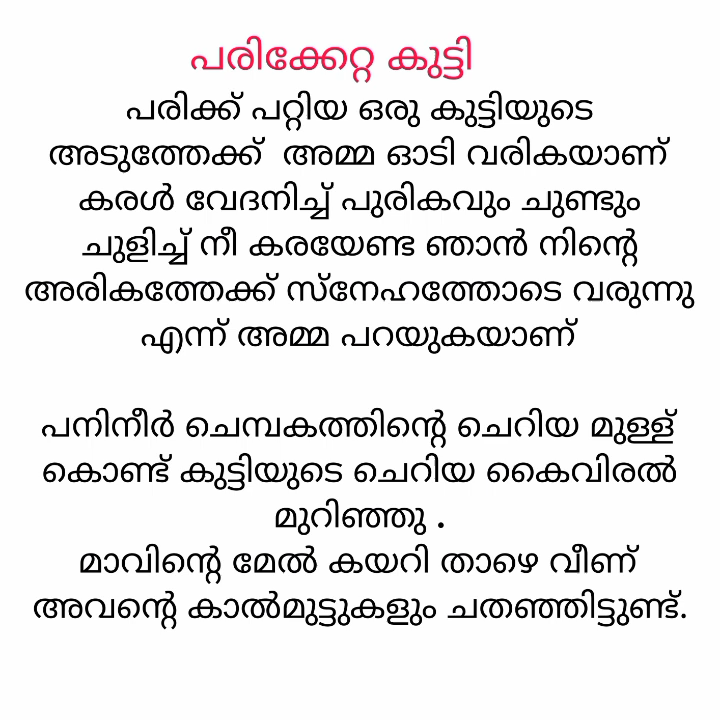 പരിക്കേറ്റ കുട്ടി
പരിക്ക് പറ്റിയ ഒരു കുട്ടിയുടെ
അടുത്തേക്ക് അമ്മ ഓടി വരികയാണ്
കരൾ വേദനിച്ച് പുരികവും ചുണ്ടും
ചുളിച്ച് നീ കരയേണ്ട ഞാൻ നിന്റെ
അരികത്തേക്ക് സ്നേഹത്തോടെ വരുന്നു
എന്ന് അമ്മ പറയുകയാണ്
പനിനീർ ചെമ്പകത്തിന്റെ ചെറിയ മുള്ള്
കൊണ്ട് കുട്ടിയുടെ ചെറിയ കൈവിരൽ
മുറിഞ്ഞു .
മാവിന്റെ മേൽ കയറി താഴെ വീണ്
അവന്റെ കാൽമുട്ടുകളും ചതഞ്ഞിട്ടുണ്ട്.